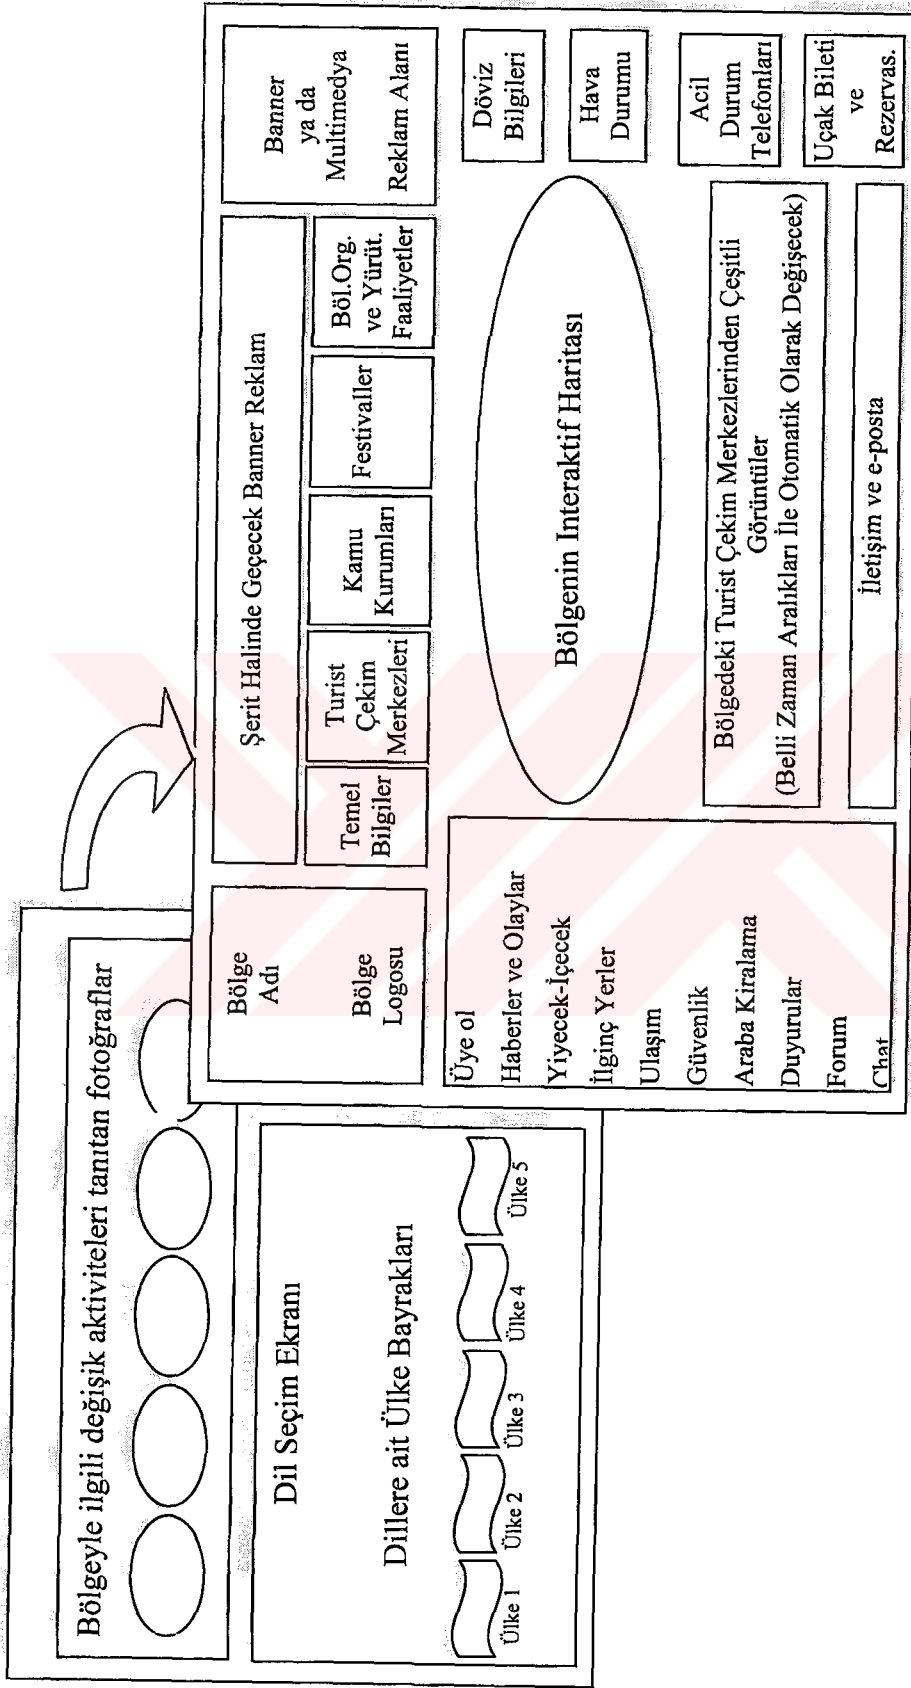 Bölgeyle ilgili değişik aktiviteleri tanıtan fotoğraflar
Dil Seçim Ekranı
Dillere ait Ülke Bayrakları
Ülke 1
Ülke 2
Ülke 3
Ülke 4
Ülke 5
Bölge
Adı
Bölge
Logosu
Şerit Halinde Geçecek Banner Reklam
Banner
ya da
Multimedya
Reklam Alanı
Temel
Bilgiler
Turist
Çekim
Merkezleri
Kamu
Kurumları
Festivaller
Böl.Org.
ve Yürüt.
Faaliyetler
Üye ol
Haberler ve Olaylar
Yiyecek-İçecek
İlginç Yerler
Ulaşım
Güvenlik
Araba Kiralama
Duyurular
Forum
Chat
Bölgenin Interaktif Haritası
Döviz
Bilgileri
Hava
Durumu
Acil
Durum
Telefonları
Uçak Bileti
ve
Rezervas.
Bölgedeki Turist Çekim Merkezlerinden Çeşitli
Görüntüler
(Belli Zaman Aralıkları İle Otomatik Olarak Değişecek)
İletişim ve e-posta